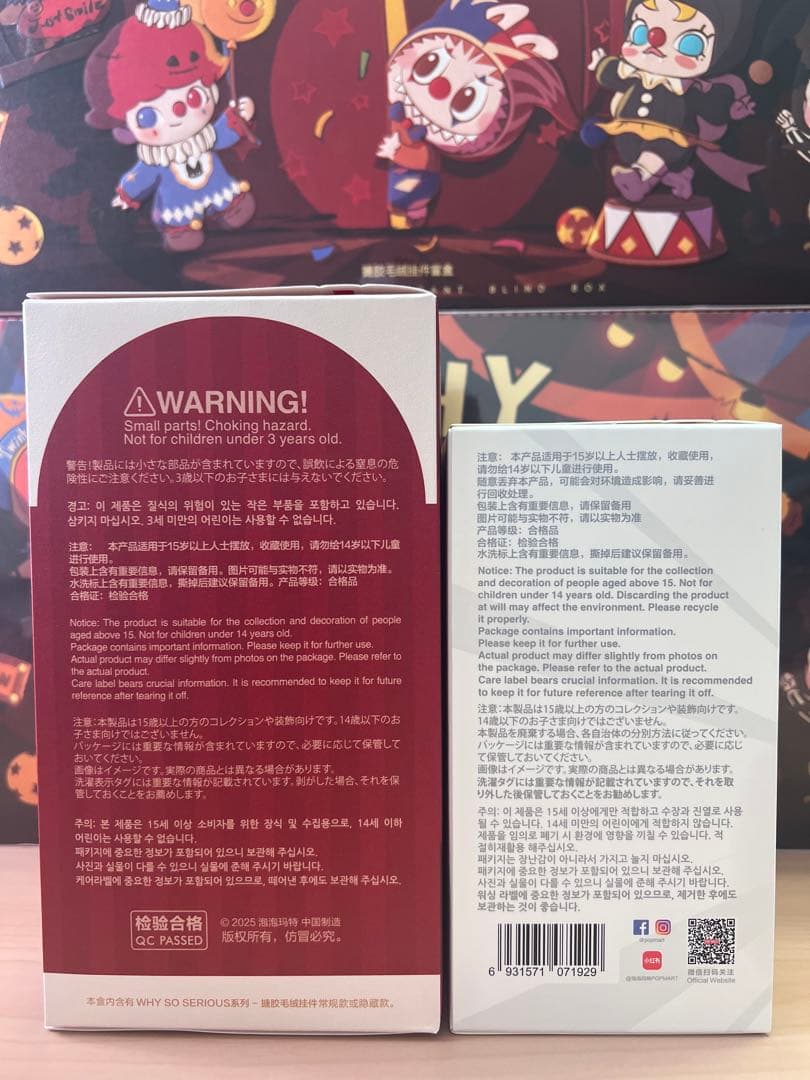 搪胶毛绒挂件盲盒
ANT BLIND BOX
HY
WARNING!
Small parts! Choking hazard.
Not for children under 3 years old.
警告!製品には小さな部品が含まれていますので、誤飲による窒息の危
険性にご注意ください。3歳以下のお子さまには与えないでください。
경고: 이 제품은 질식의 위험이 있는 작은 부품을 포함하고 있습니다.
삼키지 마십시오. 3세 미만의 어린이는 사용할 수 없습니다.
注意: 本产品适用于15岁以上人士摆放,收藏使用,请勿给14岁以下儿童
进行使用。
包装上含有重要信息,请保留备用。图片可能与实物不符,请以实物为准。
水洗标上含有重要信息,撕掉后建议保留备用。产品等级:合格品
合格证:检验合格
Notice: The product is suitable for the collection and decoration of people
aged above 15. Not for children under 14 years old.
Package contains important information. Please keep it for further use.
Actual product may differ slightly from photos on the package. Please refer to
the actual product.
Care label bears crucial information. It is recommended to keep it for future
reference after tearing it off.
注意:本製品は15歳以上の方のコレクションや装飾向けです。14歳以下のお
子さま向けではございません。
パッケージには重要な情報が含まれていますので、必要に応じて保管して
おいてください。
画像はイメージです。実際の商品とは異なる場合があります。
洗濯表示タグには重要な情報が記載されています。剥がした場合、それを保
管しておくことをお薦めします。
주의: 본 제품은 15세 이상 소비자를 위한 장식 및 수집용으로, 14세 이하
어린이는 사용할 수 없습니다.
패키지에 중요한 정보가 포함되어 있으니 보관해 주십시오.
사진과 실물이 다를 수 있으니 실물에 준해 주시기 바랍니다.
케어라벨에 중요한 정보가 포함되어 있으므로, 떼어낸 후에도 보관해 주시기 바랍니다.
检验合格
QC PASSED
© 2025 泡泡玛特 中国制造
版权所有,仿冒必究。
本盒内含有 WHY SO SERIOUS系列 – 搪胶毛绒挂件常规款或隐藏款。
注意: 本产品适用于15岁以上人士摆放,收藏使用,
请勿给14岁以下儿童进行使用。
随意丢弃本产品,可能会对环境造成影响,请妥善进
行回收处理。
包装上含有重要信息,请保留备用
图片可能与实物不符,请以实物为准
产品等级:合格品
合格证:检验合格
水洗标上含有重要信息,撕掉后建议保留备用。
Notice: The product is suitable for the collection
and decoration of people aged above 15. Not for
children under 14 years old. Discarding the product
at will may affect the environment. Please recycle
it properly.
Package contains important information.
Please keep it for further use.
Actual product may differ slightly from photos on
the package. Please refer to the actual product.
Care label bears crucial information. It is recommended
to keep it for future reference after tearing it off.
注意:本製品は15歳以上の方のコレクションや装飾向けです。
14歳以下のお子さま向けではございません。
本製品を廃棄する場合、各自治体の分別方法に従ってください。
パッケージには重要な情報が含まれていますので、必要に応じ
て保管しておいてください。
画像はイメージです。実際の商品とは異なる場合があります。
洗濯タグには重要な情報が記載されていますので、それを取
り外した後保管しておくことをお勧めします。
주의: 이 제품은 15세 이상에게만 적합하고 수장과 진열로 사용
될 수 있습니다. 14세 미만의 어린이에게 적합하지 않습니다.
제품을 임의로 폐기 시 환경에 영향을 끼칠 수 있습니다. 적
절히재활용 해주십시오.
패키지는 장난감이 아니라서 가지고 놀지 마십시오.
패키지에 중요한 정보가 포함되어 있으니 보관해 주십시오.
사진과 실물이 다를 수 있으니 실물에 준해 주시기 바랍니다.
워싱 라벨에 중요한 정보가 포함되어 있으므로, 제거한 후에도
보관하는 것이 좋습니다.
6 931571 071929
@popmart
小红书
@泡泡玛特POPMART
微信扫码关注
Official Website